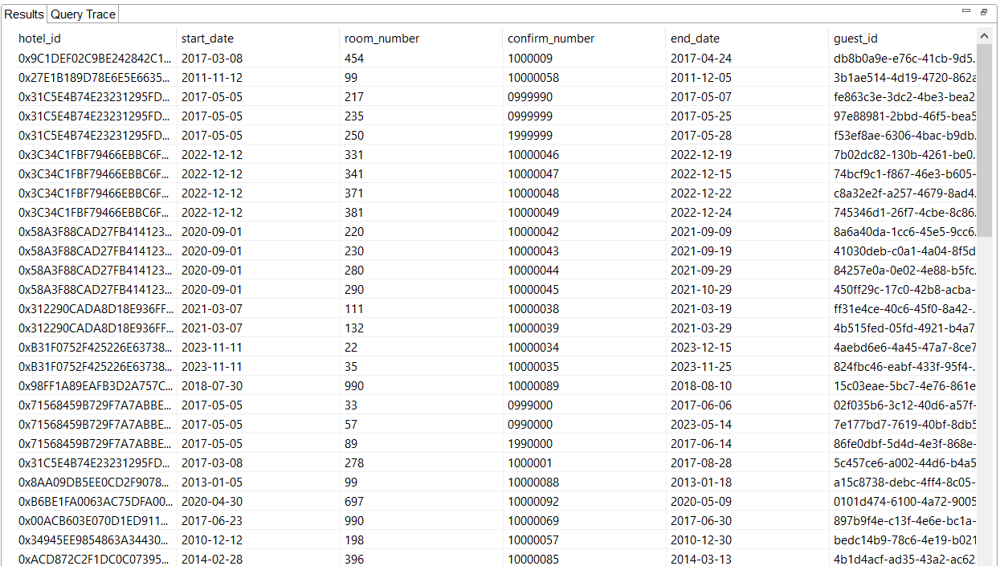 Results Query Trace
hotel_id start_date room_number confirm_number end_date guest_id
0x9C1DEF02C9BE242842C1... 2017-03-08 454 1000009 2017-04-24 db8b0a9e-e76c-41cb-9d5..
0x27E1B189D78E6E5E6635... 2011-11-12 99 10000058 2011-12-05 3b1ae514-4d19-4720-862a
0x31C5E4B74E23231295FD... 2017-05-05 217 0999990 2017-05-07 fe863c3e-3dc2-4be3-bea2
0x31C5E4B74E23231295FD... 2017-05-05 235 0999999 2017-05-25 97e88981-2bbd-46f5-bea5
0x31C5E4B74E23231295FD... 2017-05-05 250 1999999 2017-05-28 f53ef8ae-6306-4bac-b9db.
0x3C34C1FBF79466EBBC6F... 2022-12-12 331 10000046 2022-12-19 7b02dc82-130b-4261-be0.
0x3C34C1FBF79466EBBC6F... 2022-12-12 341 10000047 2022-12-15 74bcf9c1-f867-46e3-b605-
0x3C34C1FBF79466EBBC6F... 2022-12-12 371 10000048 2022-12-22 c8a32e2f-a257-4679-8ad4.
0x3C34C1FBF79466EBBC6F... 2022-12-12 381 10000049 2022-12-24 745346d1-26f7-4cbe-8c86.
0x58A3F88CAD27FB414123... 2020-09-01 220 10000042 2021-09-09 8a6a40da-1cc6-45e5-9cc6.
0x58A3F88CAD27FB414123... 2020-09-01 230 10000043 2021-09-19 41030deb-c0a1-4a04-8f5d
0x58A3F88CAD27FB414123... 2020-09-01 280 10000044 2021-09-29 84257e0a-0e02-4e88-b5fc.
0x58A3F88CAD27FB414123... 2020-09-01 290 10000045 2021-10-29 450ff29c-17c0-42b8-acba-
0x312290CADA8D18E936FF... 2021-03-07 111 10000038 2021-03-19 ff31e4ce-40c6-45f0-8a42-.
0x312290CADA8D18E936FF... 2021-03-07 132 10000039 2021-03-29 4b515fed-05fd-4921-b4a7
0xB31F0752F425226E63738... 2023-11-11 22 10000034 2023-12-15 4aebd6e6-4a45-47a7-8ce7
0xB31F0752F425226E63738... 2023-11-11 35 10000035 2023-11-25 824fbc46-eabf-433f-95f4-.
0x98FF1A89EAFB3D2A757C... 2018-07-30 990 10000089 2018-08-10 15c03eae-5bc7-4e76-861e
0x71568459B729F7A7ABBE... 2017-05-05 33 0999000 2017-06-06 02f035b6-3c12-40d6-a57f-
0x71568459B729F7A7ABBE... 2017-05-05 57 0990000 2023-05-14 7e177bd7-7619-40bf-8db5
0x71568459B729F7A7ABBE... 2017-05-05 89 1990000 2017-06-14 86fe0dbf-5d4d-4e3f-868e-
0x31C5E4B74E23231295FD... 2017-03-08 278 1000001 2017-08-28 5c457ce6-a002-44d6-b4a5
0x8AA09DB5EE0CD2F9078... 2013-01-05 99 10000088 2013-01-18 a15c8738-debc-4ff4-8c05-
0xB6BE1FA0063AC75DFA00... 2020-04-30 697 10000092 2020-05-09 0101d474-6100-4a72-9005
0x00ACB603E070D1ED911... 2017-06-23 990 10000069 2017-06-30 897b9f4e-c13f-4e6e-bc1a-
0x34945EE9854863A34430... 2010-12-12 198 10000057 2010-12-30 bedc14b9-78c6-4e19-b021
0xACD872C2F1DC0C07395... 2014-02-28 396 10000085 2014-03-13 4b1d4acf-ad35-43a2-ac62